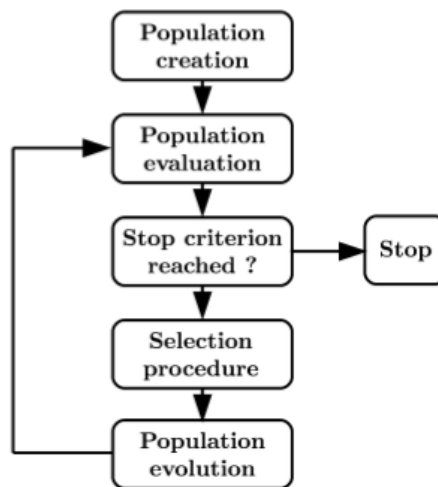 Population
creation
Population
evaluation
Stop criterion
reached ?
Stop
Selection
procedure
Population
evolution